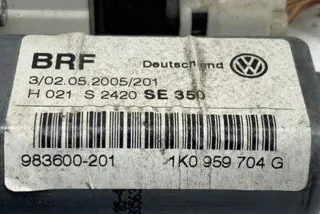 BRF Deutschland
3/02.05.2005/201
H 021 S 2420 SE 350
983600-201 1K0 959 704 G